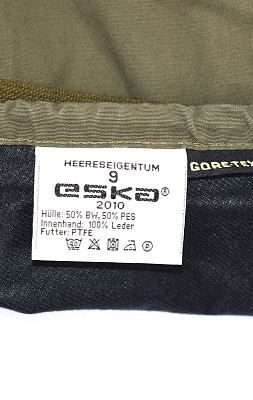 HEERESEIGENTUM
9
eska®
2010
Hülle: 50% BW, 50% PES
Innenhand: 100% Leder
Futter: PTFE
GORE-TEX